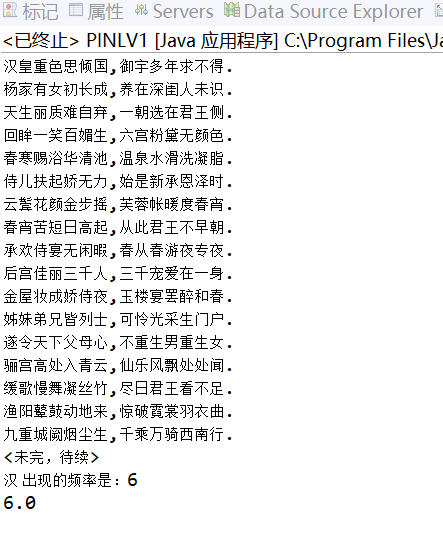 标记 属性 Servers Data Source Explorer
<已终止> PINLV1 [Java 应用程序] C:\Program Files\Ja
汉皇重色思倾国,御宇多年求不得.
杨家有女初长成,养在深闺人未识.
天生丽质难自弃,一朝选在君王侧.
回眸一笑百媚生,六宫粉黛无颜色.
春寒赐浴华清池,温泉水滑洗凝脂.
侍儿扶起娇无力,始是新承恩泽时.
云鬓花颜金步摇,芙蓉帐暖度春宵.
春宵苦短日高起,从此君王不早朝.
承欢侍宴无闲暇,春从春游夜专夜.
后宫佳丽三千人,三千宠爱在一身.
金屋妆成娇侍夜,玉楼宴罢醉和春.
姊妹弟兄皆列士,可怜光采生门户.
遂令天下父母心,不重生男重生女.
骊宫高处入青云,仙乐风飘处处闻.
缓歌慢舞凝丝竹,尽日君王看不足.
渔阳鼙鼓动地来,惊破霓裳羽衣曲.
九重城阙烟尘生,千乘万骑西南行.
<未完，待续>
汉 出现的频率是：6
6.0